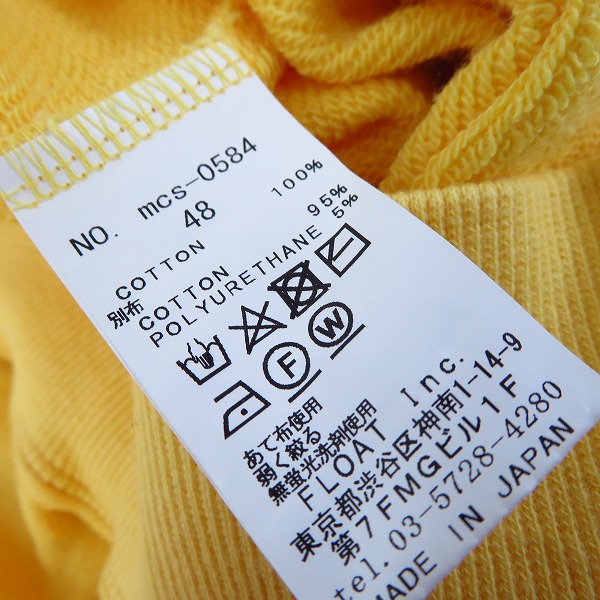 NO. mcs-0584
48
COTTON 100%
別布
COTTON 95%
POLYURETHANE 5%
F W
あて布使用
弱く絞る
無蛍光洗剤使用
FLOAT Inc.
東京都渋谷区神南1-14-9
第7FMGビル1F
tel.03-5728-4280
MADE IN JAPAN